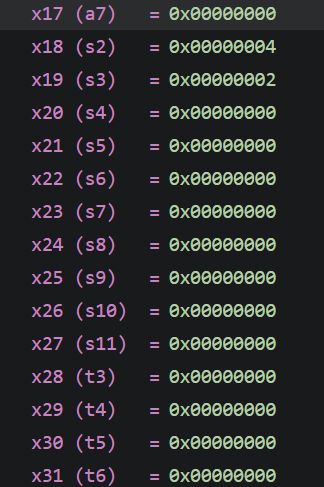 x17 (a7) = 0x00000000
x18 (s2) = 0x00000004
x19 (s3) = 0x00000002
x20 (s4) = 0x00000000
x21 (s5) = 0x00000000
x22 (s6) = 0x00000000
x23 (s7) = 0x00000000
x24 (s8) = 0x00000000
x25 (s9) = 0x00000000
x26 (s10) = 0x00000000
x27 (s11) = 0x00000000
x28 (t3) = 0x00000000
x29 (t4) = 0x00000000
x30 (t5) = 0x00000000
x31 (t6) = 0x00000000